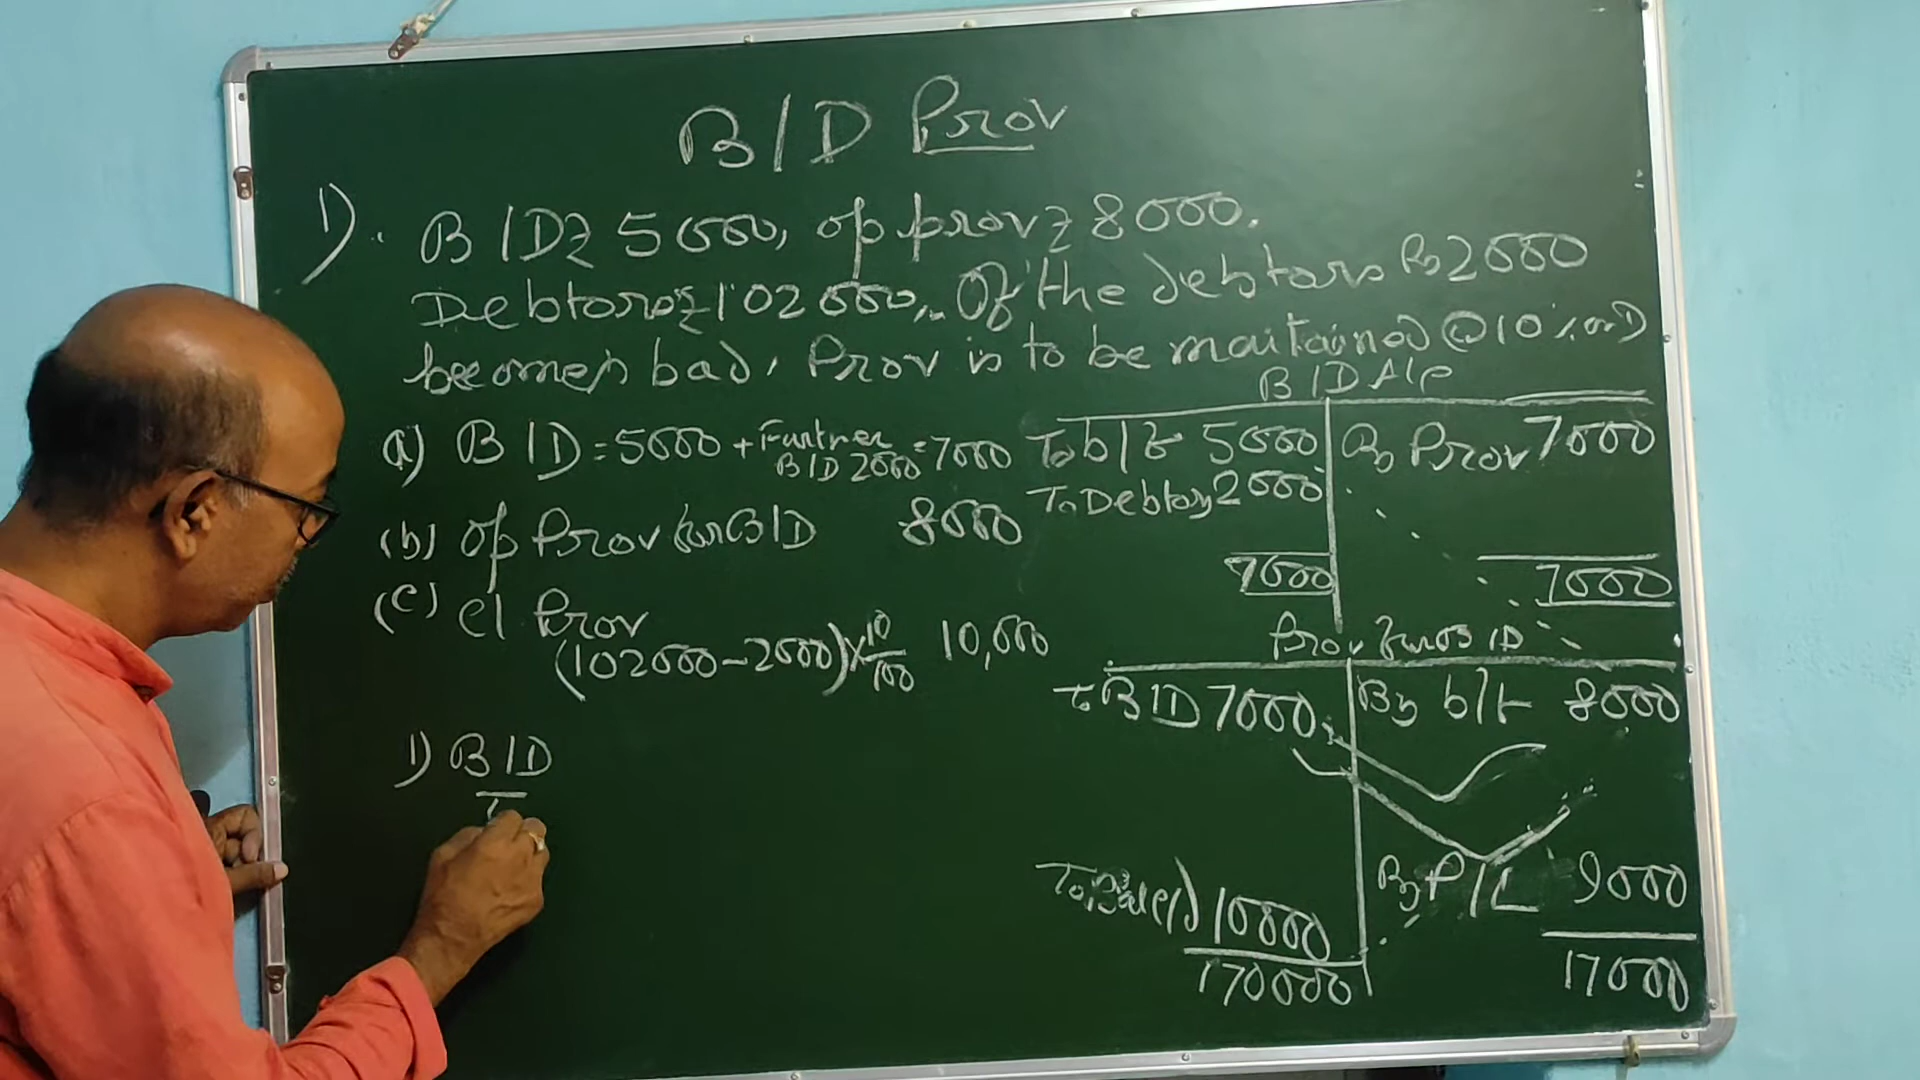 B/D Prov
1). B/D ₹ 5000, op prov ₹ 8000.
Debtors ₹ 102000,. Of the debtors Rs 2000
becomes bad, Prov is to be maitained @10% on D
a) B/D = 5000 + Further B/D 2000 = 7000
(b) op Prov for B/D 8000
(c) cl Prov
(102000-2000) × 10/100 10,000
1) B/D
B/D A/c
To b/f 5000 By Prov 7000
To Debtors 2000
7000 7000
Prov for B/D
To B/D 7000 By b/f 8000
To, Bal c/d 10000 By P/L 9000
170000 17000